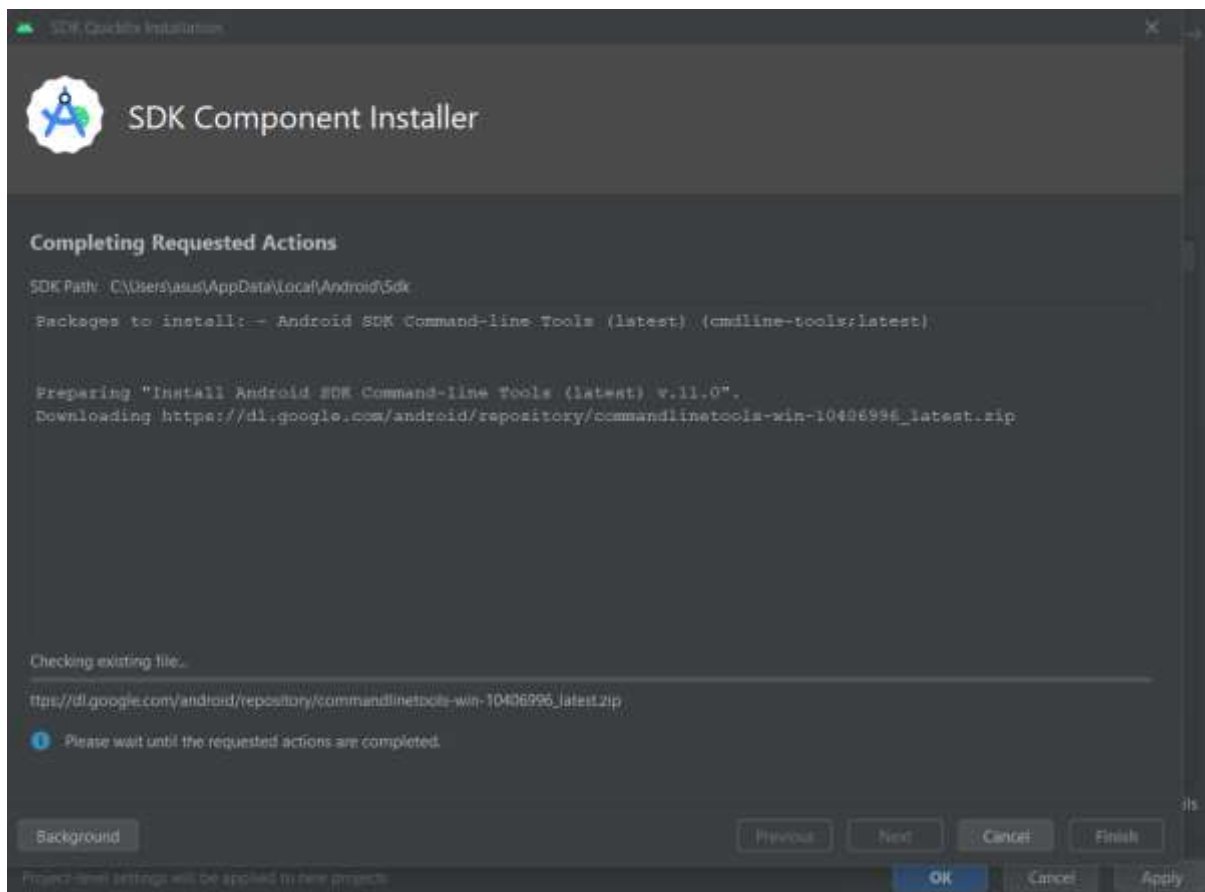 SDK Quickfix Installation
SDK Component Installer
Completing Requested Actions
SDK Path: C:\Users\asus\AppData\Local\Android\Sdk
Packages to install: - Android SDK Command-line Tools (latest) (cmdline-tools;latest)
Preparing "Install Android SDK Command-line Tools (latest) v.11.0".
Downloading https://dl.google.com/android/repository/commandlinetools-win-10406996_latest.zip
Checking existing file...
ttps://dl.google.com/android/repository/commandlinetools-win-10406996_latest.zip
Please wait until the requested actions are completed.
ils
Background Previous Next Cancel Finish
Project-level settings will be applied to new projects OK Cancel Apply